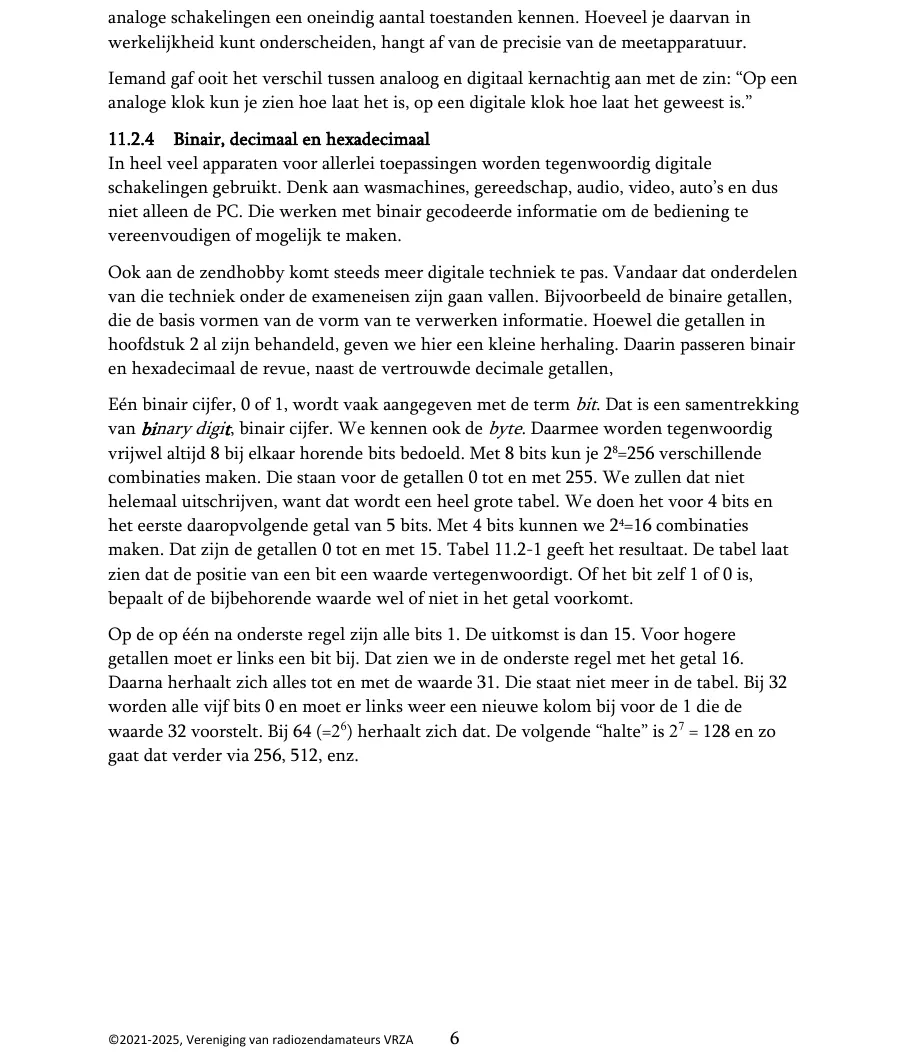 analoge schakelingen een oneindig aantal toestanden kennen. Hoeveel je daarvan in
werkelijkheid kunt onderscheiden, hangt af van de precisie van de meetapparatuur.
Iemand gaf ooit het verschil tussen analoog en digitaal kernachtig aan met de zin: “Op een
analoge klok kun je zien hoe laat het is, op een digitale klok hoe laat het geweest is.”
11.2.4 Binair, decimaal en hexadecimaal
In heel veel apparaten voor allerlei toepassingen worden tegenwoordig digitale
schakelingen gebruikt. Denk aan wasmachines, gereedschap, audio, video, auto’s en dus
niet alleen de PC. Die werken met binair gecodeerde informatie om de bediening te
vereenvoudigen of mogelijk te maken.
Ook aan de zendhobby komt steeds meer digitale techniek te pas. Vandaar dat onderdelen
van die techniek onder de exameneisen zijn gaan vallen. Bijvoorbeeld de binaire getallen,
die de basis vormen van de vorm van te verwerken informatie. Hoewel die getallen in
hoofdstuk 2 al zijn behandeld, geven we hier een kleine herhaling. Daarin passeren binair
en hexadecimaal de revue, naast de vertrouwde decimale getallen,
Eén binair cijfer, 0 of 1, wordt vaak aangegeven met de term bit. Dat is een samentrekking
van binary digit, binair cijfer. We kennen ook de byte. Daarmee worden tegenwoordig
vrijwel altijd 8 bij elkaar horende bits bedoeld. Met 8 bits kun je 2⁸=256 verschillende
combinaties maken. Die staan voor de getallen 0 tot en met 255. We zullen dat niet
helemaal uitschrijven, want dat wordt een heel grote tabel. We doen het voor 4 bits en
het eerste daaropvolgende getal van 5 bits. Met 4 bits kunnen we 2⁴=16 combinaties
maken. Dat zijn de getallen 0 tot en met 15. Tabel 11.2-1 geeft het resultaat. De tabel laat
zien dat de positie van een bit een waarde vertegenwoordigt. Of het bit zelf 1 of 0 is,
bepaalt of de bijbehorende waarde wel of niet in het getal voorkomt.
Op de op één na onderste regel zijn alle bits 1. De uitkomst is dan 15. Voor hogere
getallen moet er links een bit bij. Dat zien we in de onderste regel met het getal 16.
Daarna herhaalt zich alles tot en met de waarde 31. Die staat niet meer in de tabel. Bij 32
worden alle vijf bits 0 en moet er links weer een nieuwe kolom bij voor de 1 die de
waarde 32 voorstelt. Bij 64 (=2⁶) herhaalt zich dat. De volgende “halte” is 2⁷ = 128 en zo
gaat dat verder via 256, 512, enz.
©2021-2025, Vereniging van radiozendamateurs VRZA 6